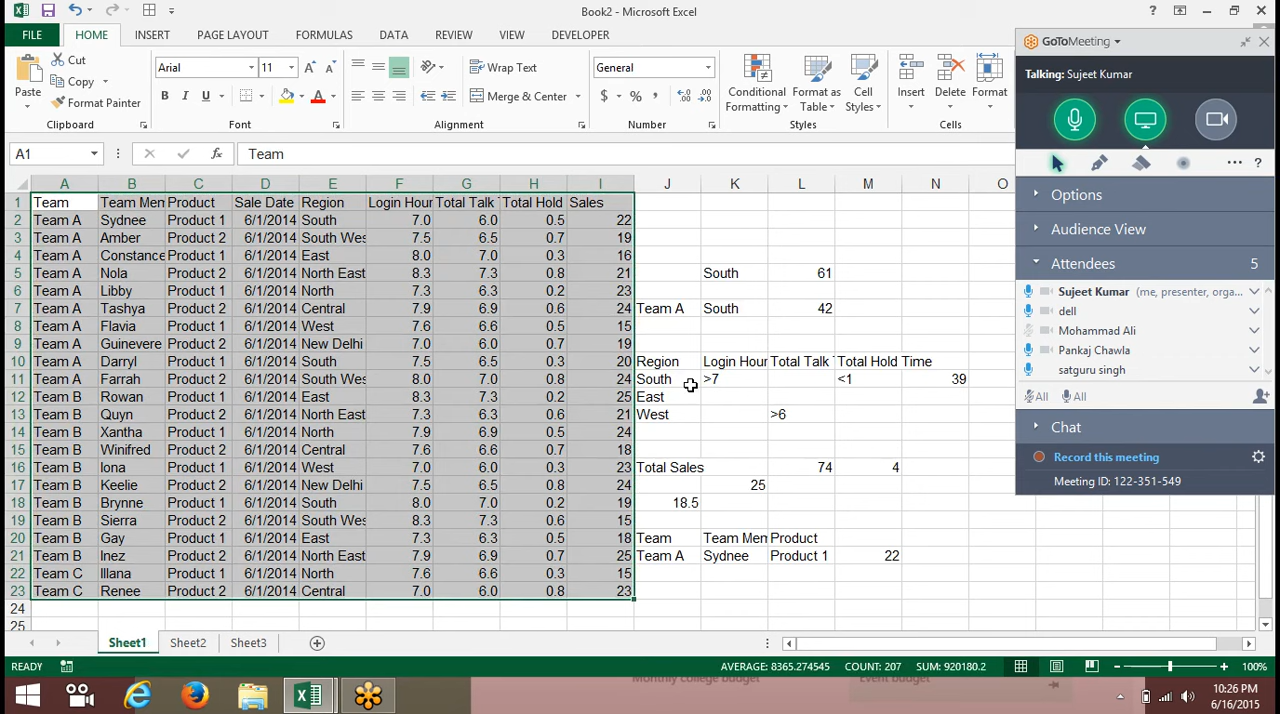 Book2 - Microsoft Excel
FILE HOME INSERT PAGE LAYOUT FORMULAS DATA REVIEW VIEW DEVELOPER
Paste
Cut
Copy
Format Painter
Clipboard
Arial 11
B I U
Font
Wrap Text
Merge & Center
Alignment
General
$ % ,
Number
Conditional Formatting
Format as Table
Cell Styles
Styles
Insert Delete Format
Cells
A1 fx Team
A B C D E F G H I J K L M N O
1 Team Team Mem Product Sale Date Region Login Hour Total Talk Total Hold Sales
2 Team A Sydnee Product 1 6/1/2014 South 7.0 6.0 0.5 22
3 Team A Amber Product 2 6/1/2014 South Wes 7.5 6.5 0.7 19
4 Team A Constance Product 1 6/1/2014 East 8.0 7.0 0.3 16
5 Team A Nola Product 2 6/1/2014 North East 8.3 7.3 0.8 21 South 61
6 Team A Libby Product 1 6/1/2014 North 8.3 7.3 0.2 23
7 Team A Tashya Product 2 6/1/2014 Central 7.9 6.9 0.6 24 Team A South 42
8 Team A Flavia Product 1 6/1/2014 West 7.6 6.6 0.5 15
9 Team A Guinevere Product 2 6/1/2014 New Delhi 7.0 6.0 0.7 19
10 Team A Darryl Product 1 6/1/2014 South 7.5 6.5 0.3 20 Region Login Hour Total Talk Total Hold Time
11 Team A Farrah Product 2 6/1/2014 South Wes 8.0 7.0 0.8 24 South >7 <1 39
12 Team B Rowan Product 1 6/1/2014 East 8.3 7.3 0.2 25 East
13 Team B Quyn Product 2 6/1/2014 North East 7.3 6.3 0.6 21 West >6
14 Team B Xantha Product 1 6/1/2014 North 7.9 6.9 0.5 24
15 Team B Winifred Product 2 6/1/2014 Central 7.6 6.6 0.7 18
16 Team B Iona Product 1 6/1/2014 West 7.0 6.0 0.3 23 Total Sales 74 4
17 Team B Keelie Product 2 6/1/2014 New Delhi 7.5 6.5 0.8 24 25
18 Team B Brynne Product 1 6/1/2014 South 8.0 7.0 0.2 19 18.5
19 Team B Sierra Product 2 6/1/2014 South Wes 8.3 7.3 0.6 15
20 Team B Gay Product 1 6/1/2014 East 8.3 7.3 0.5 18 Team Team Mem Product
21 Team B Inez Product 2 6/1/2014 North East 7.9 6.9 0.7 25 Team A Sydnee Product 1 22
22 Team C Illana Product 1 6/1/2014 North 7.6 6.6 0.3 15
23 Team C Renee Product 2 6/1/2014 Central 7.0 6.0 0.8 23
24
25
Sheet1 Sheet2 Sheet3
READY AVERAGE: 8365.274545 COUNT: 207 SUM: 920180.2 100%
GoToMeeting
Talking: Sujeet Kumar
Options
Audience View
Attendees 5
Sujeet Kumar (me, presenter, orga...
dell
Mohammad Ali
Pankaj Chawla
satguru singh
All All
Chat
Record this meeting
Meeting ID: 122-351-549
Monthly college budget Event budget
10:26 PM
6/16/2015